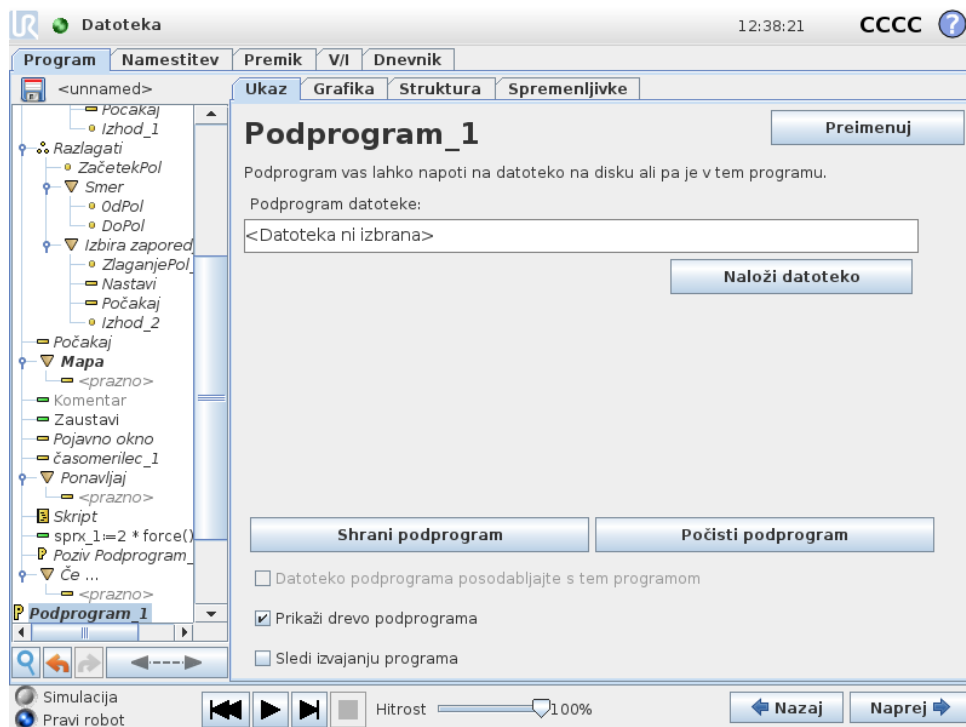 UR
Datoteka
12:38:21
CCCC
?
Program
Namestitev
Premik
V/I
Dnevnik
<unnamed>
Počakaj
Izhod_1
Razlagati
ZačetekPol
Smer
OdPol
DoPol
Izbira zapored
ZlaganjePol_
Nastavi
Počakaj
Izhod_2
Počakaj
Mapa
<prazno>
Komentar
Zaustavi
Pojavno okno
časomerilec_1
Ponavljaj
<prazno>
Skript
sprx_1≔2 * force()
Poziv Podprogram_
Če ...
<prazno>
Podprogram_1
Ukaz
Grafika
Struktura
Spremenljivke
Podprogram_1
Preimenuj
Podprogram vas lahko napoti na datoteko na disku ali pa je v tem programu.
Podprogram datoteke:
<Datoteka ni izbrana>
Naloži datoteko
Shrani podprogram
Počisti podprogram
Datoteko podprograma posodabljajte s tem programom
Prikaži drevo podprograma
Sledi izvajanju programa
Simulacija
Pravi robot
Hitrost
100%
Nazaj
Naprej